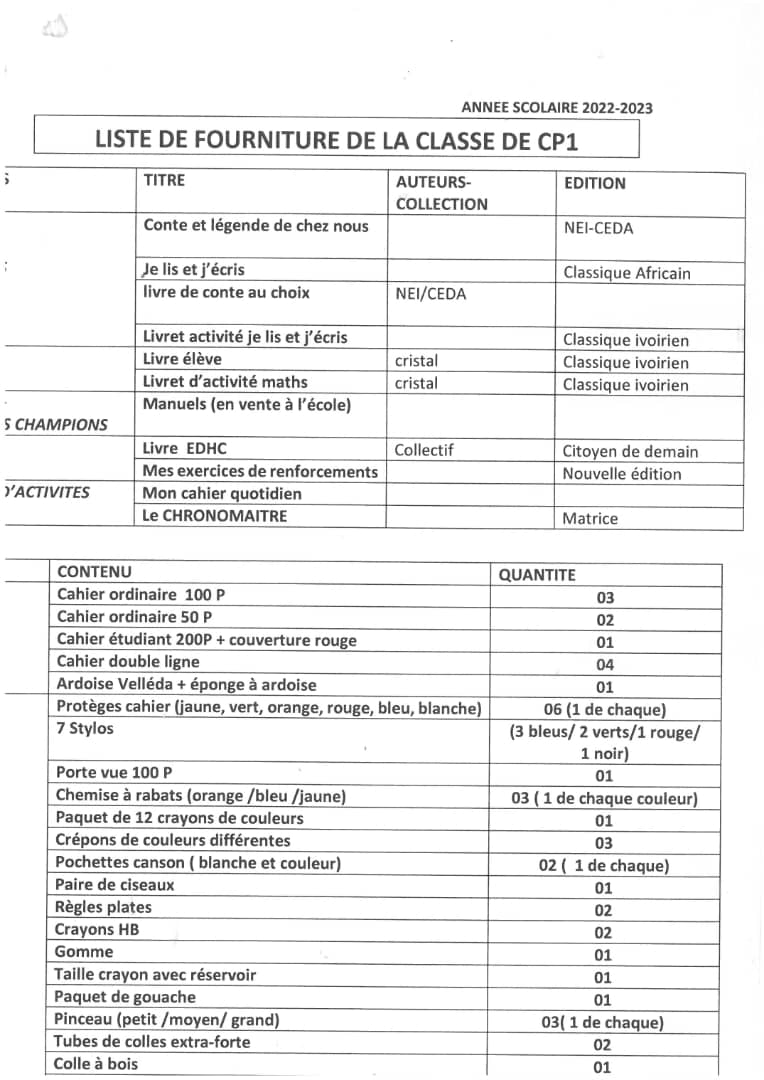 ANNEE SCOLAIRE 2022-2023
LISTE DE FOURNITURE DE LA CLASSE DE CP1
S TITRE AUTEURS-COLLECTION EDITION
Conte et légende de chez nous NEI-CEDA
Je lis et j'écris Classique Africain
livre de conte au choix NEI/CEDA
Livret activité je lis et j'écris Classique ivoirien
Livre élève cristal Classique ivoirien
Livret d'activité maths cristal Classique ivoirien
Manuels (en vente à l'école)
S CHAMPIONS
Livre EDHC Collectif Citoyen de demain
Mes exercices de renforcements Nouvelle édition
D'ACTIVITES Mon cahier quotidien
Le CHRONOMAITRE Matrice
CONTENU QUANTITE
Cahier ordinaire 100 P 03
Cahier ordinaire 50 P 02
Cahier étudiant 200P + couverture rouge 01
Cahier double ligne 04
Ardoise Velléda + éponge à ardoise 01
Protèges cahier (jaune, vert, orange, rouge, bleu, blanche) 06 (1 de chaque)
7 Stylos (3 bleus/ 2 verts/1 rouge/
1 noir)
Porte vue 100 P 01
Chemise à rabats (orange /bleu /jaune) 03 ( 1 de chaque couleur)
Paquet de 12 crayons de couleurs 01
Crépons de couleurs différentes 03
Pochettes canson ( blanche et couleur) 02 ( 1 de chaque)
Paire de ciseaux 01
Règles plates 02
Crayons HB 02
Gomme 01
Taille crayon avec réservoir 01
Paquet de gouache 01
Pinceau (petit /moyen/ grand) 03( 1 de chaque)
Tubes de colles extra-forte 02
Colle à bois 01